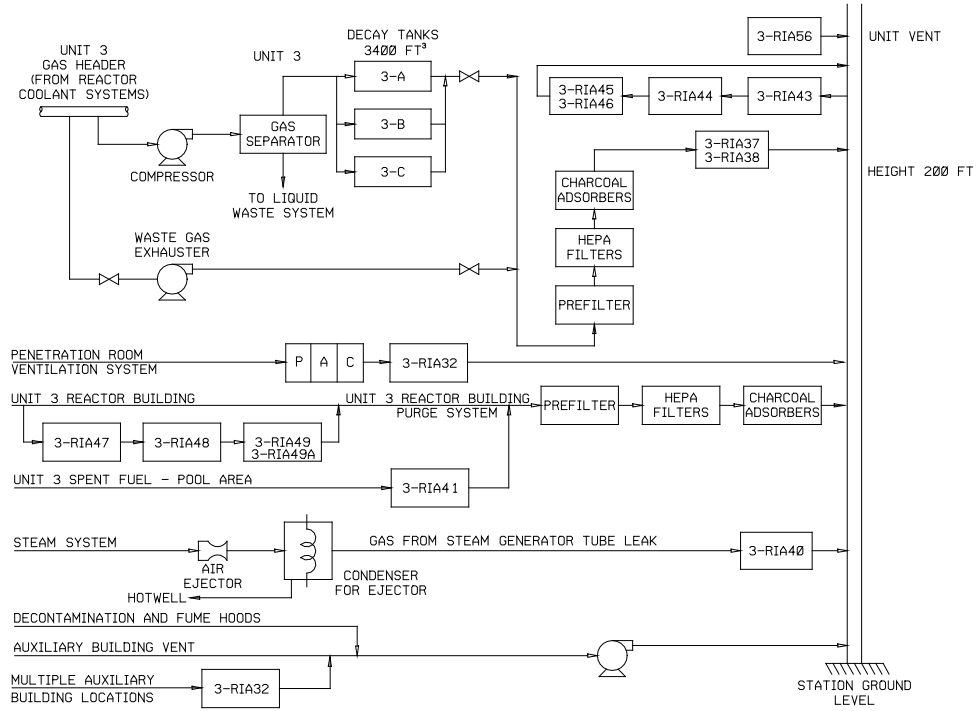 UNIT 3
GAS HEADER
(FROM REACTOR
COOLANT SYSTEMS)
UNIT 3
DECAY TANKS
3400 FT³
3-A
3-B
3-C
GAS
SEPARATOR
COMPRESSOR
TO LIQUID
WASTE SYSTEM
WASTE GAS
EXHAUSTER
3-RIA56
UNIT VENT
3-RIA45
3-RIA46
3-RIA44
3-RIA43
3-RIA37
3-RIA38
HEIGHT 200 FT
CHARCOAL
ADSORBERS
HEPA
FILTERS
PREFILTER
PENETRATION ROOM
VENTILATION SYSTEM
P
A
C
3-RIA32
UNIT 3 REACTOR BUILDING
UNIT 3 REACTOR BUILDING
PURGE SYSTEM
PREFILTER
HEPA
FILTERS
CHARCOAL
ADSORBERS
3-RIA47
3-RIA48
3-RIA49
3-RIA49A
UNIT 3 SPENT FUEL - POOL AREA
3-RIA41
STEAM SYSTEM
AIR
EJECTOR
GAS FROM STEAM GENERATOR TUBE LEAK
3-RIA40
CONDENSER
FOR EJECTOR
HOTWELL
DECONTAMINATION AND FUME HOODS
AUXILIARY BUILDING VENT
MULTIPLE AUXILIARY
BUILDING LOCATIONS
3-RIA32
STATION GROUND
LEVEL